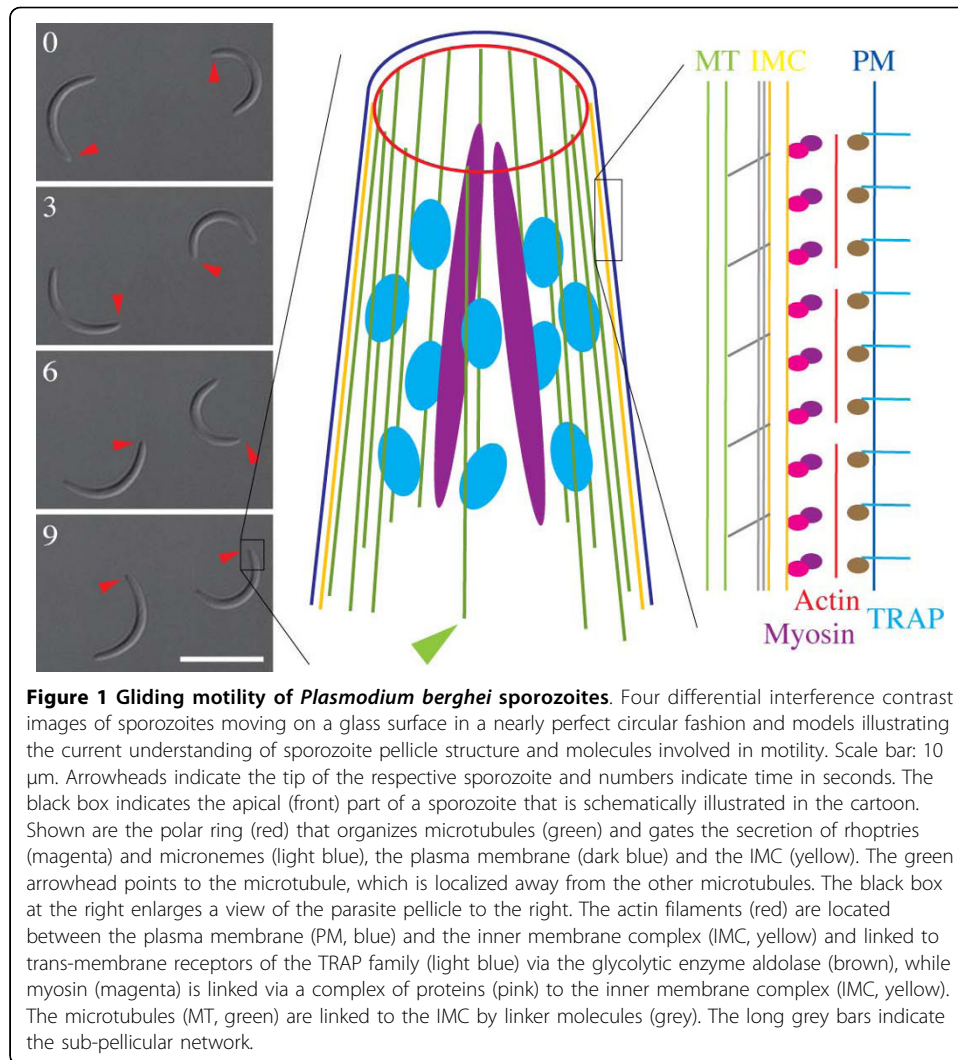 0
3
6
9
MT IMC PM
Actin
Myosin
TRAP
Figure 1 Gliding motility of Plasmodium berghei sporozoites. Four differential interference contrast
images of sporozoites moving on a glass surface in a nearly perfect circular fashion and models illustrating
the current understanding of sporozoite pellicle structure and molecules involved in motility. Scale bar: 10
μm. Arrowheads indicate the tip of the respective sporozoite and numbers indicate time in seconds. The
black box indicates the apical (front) part of a sporozoite that is schematically illustrated in the cartoon.
Shown are the polar ring (red) that organizes microtubules (green) and gates the secretion of rhoptries
(magenta) and micronemes (light blue), the plasma membrane (dark blue) and the IMC (yellow). The green
arrowhead points to the microtubule, which is localized away from the other microtubules. The black box
at the right enlarges a view of the parasite pellicle to the right. The actin filaments (red) are located
between the plasma membrane (PM, blue) and the inner membrane complex (IMC, yellow) and linked to
trans-membrane receptors of the TRAP family (light blue) via the glycolytic enzyme aldolase (brown), while
myosin (magenta) is linked via a complex of proteins (pink) to the inner membrane complex (IMC, yellow).
The microtubules (MT, green) are linked to the IMC by linker molecules (grey). The long grey bars indicate
the sub-pellicular network.